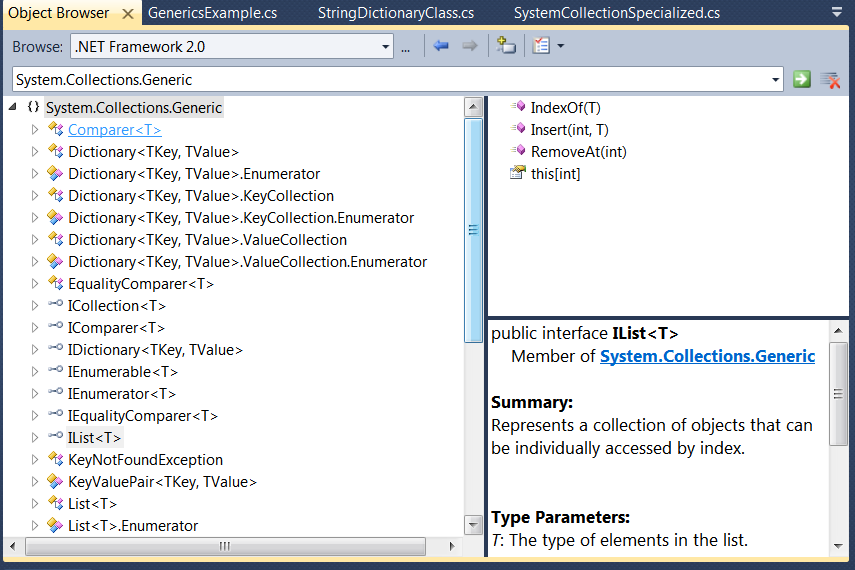 Object Browser GenericsExample.cs StringDictionaryClass.cs SystemCollectionSpecialized.cs
Browse: .NET Framework 2.0 ...
System.Collections.Generic
{} System.Collections.Generic
Comparer<T>
Dictionary<TKey, TValue>
Dictionary<TKey, TValue>.Enumerator
Dictionary<TKey, TValue>.KeyCollection
Dictionary<TKey, TValue>.KeyCollection.Enumerator
Dictionary<TKey, TValue>.ValueCollection
Dictionary<TKey, TValue>.ValueCollection.Enumerator
EqualityComparer<T>
ICollection<T>
IComparer<T>
IDictionary<TKey, TValue>
IEnumerable<T>
IEnumerator<T>
IEqualityComparer<T>
IList<T>
KeyNotFoundException
KeyValuePair<TKey, TValue>
List<T>
List<T>.Enumerator
IndexOf(T)
Insert(int, T)
RemoveAt(int)
this[int]
public interface IList<T>
Member of System.Collections.Generic
Summary:
Represents a collection of objects that can
be individually accessed by index.
Type Parameters:
T: The type of elements in the list.